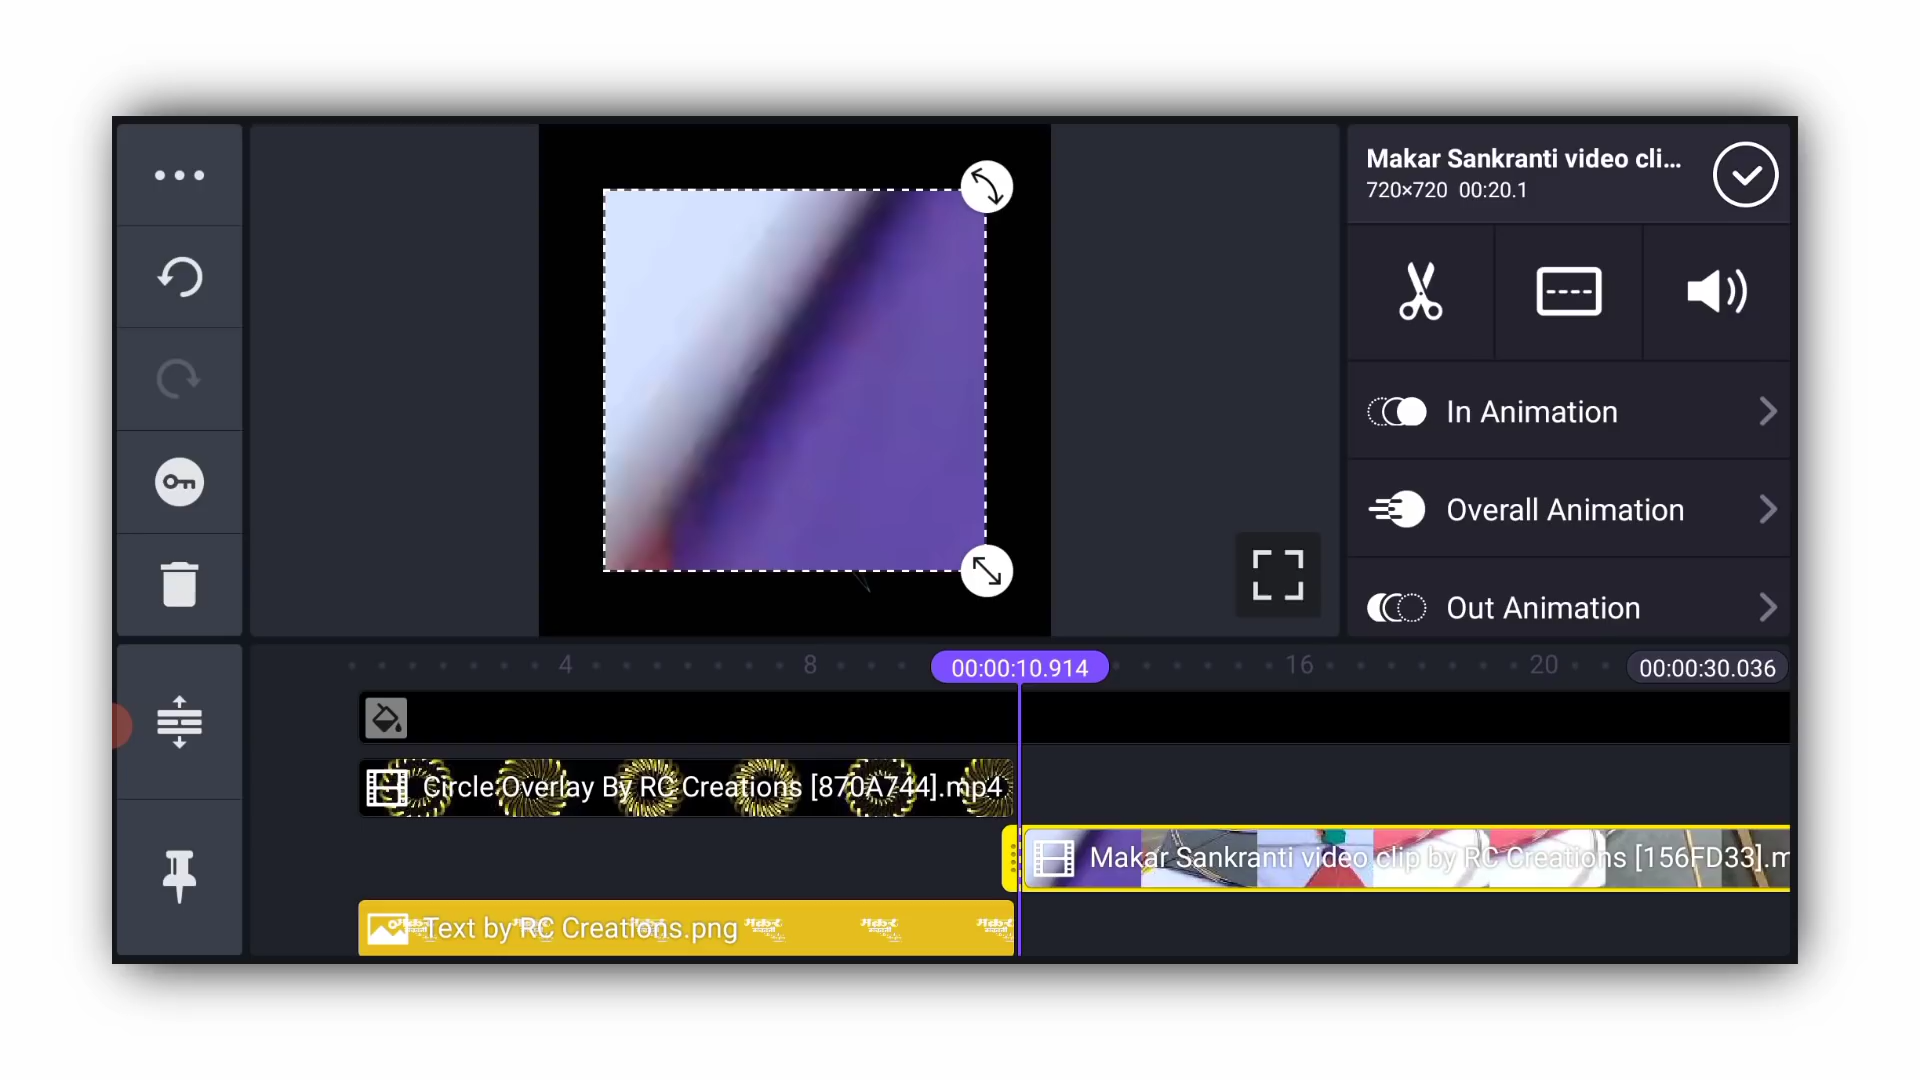 Makar Sankranti video cli...
720×720 00:20.1
In Animation
Overall Animation
Out Animation
4
8
00:00:10.914
16
20
00:00:30.036
Circle Overlay By RC Creations [870A744].mp4
Makar Sankranti video clip by RC Creations [156FD33].m
Text by RC Creations.png